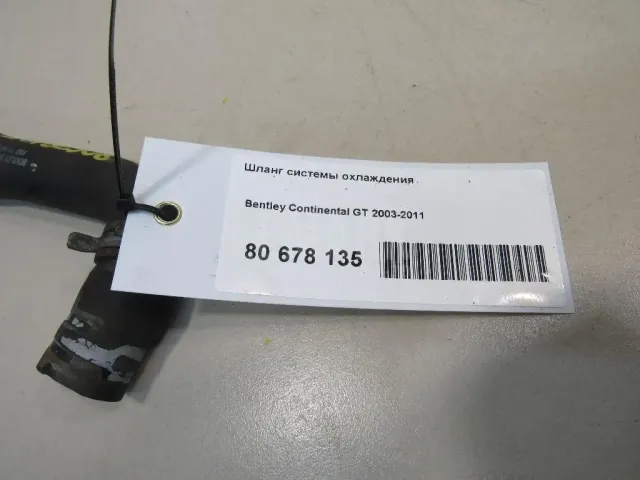 Шланг системы охлаждения
Bentley Continental GT 2003-2011
80 678 135